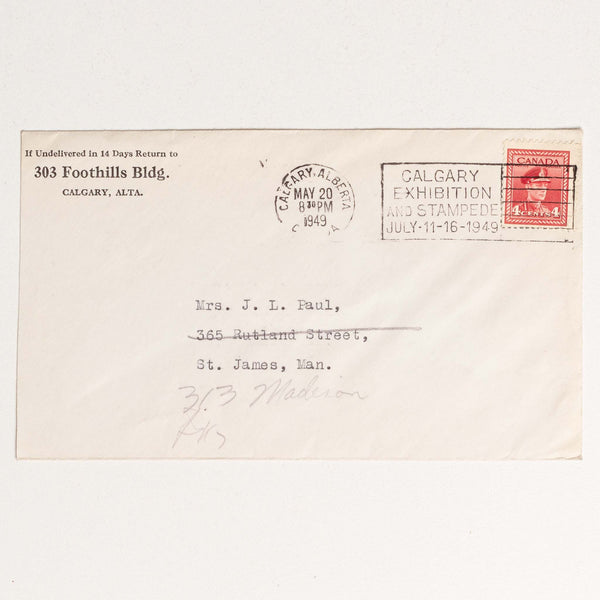 If Undelivered in 14 Days Return to
303 Foothills Bldg.
CALGARY, ALTA.
CALGARY, ALBERTA
MAY 20
8 30 PM
1949
CALGARY
EXHIBITION
AND STAMPEDE
JULY-11-16-1949
CANADA
4 CENTS 4
Mrs. J. L. Paul,
365 Rutland Street,
St. James, Man.
313 Madison